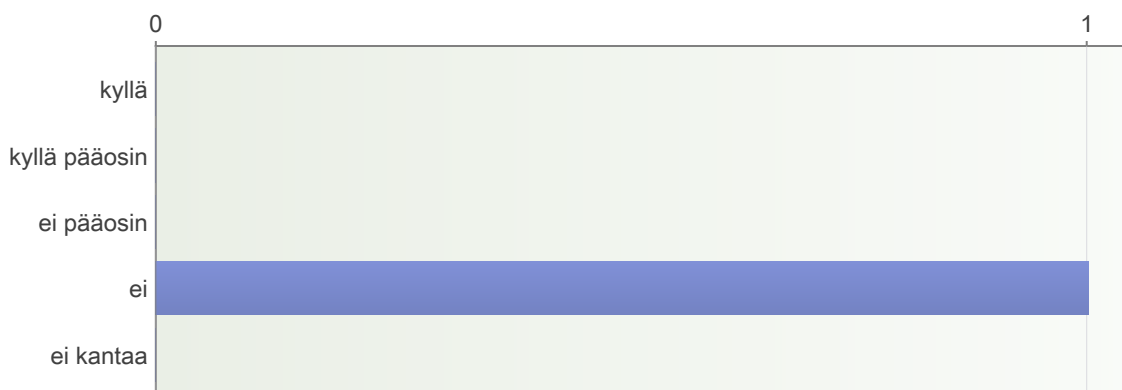 0 1
kyllä
kyllä pääosin
ei pääosin
ei
ei kantaa